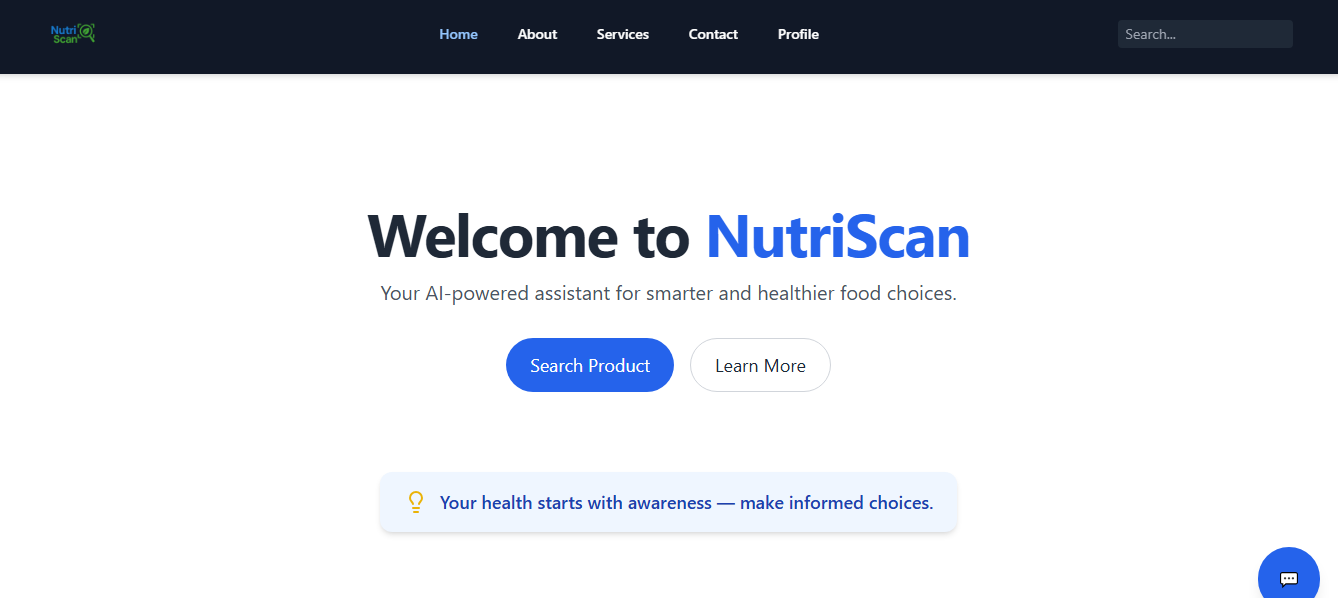 Nutri
Scan
Home About Services Contact Profile Search...
Welcome to NutriScan
Your AI-powered assistant for smarter and healthier food choices.
Search Product Learn More
Your health starts with awareness — make informed choices.